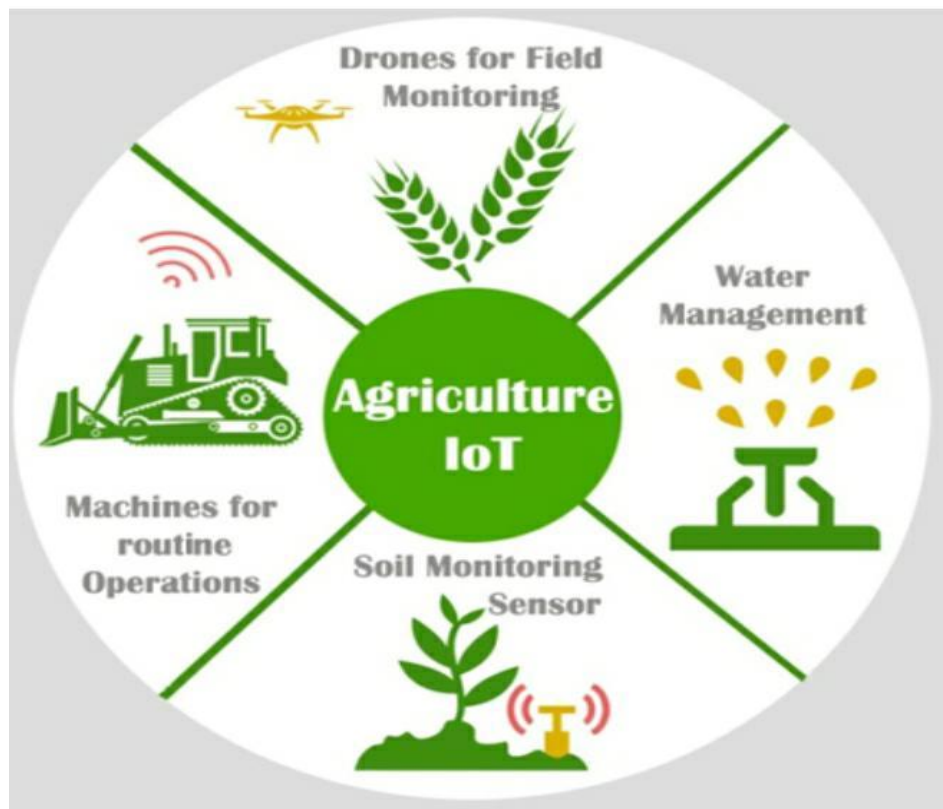 Drones for Field
Monitoring
Water
Management
Agriculture
IoT
Machines for
routine
Operations
Soil Monitoring
Sensor